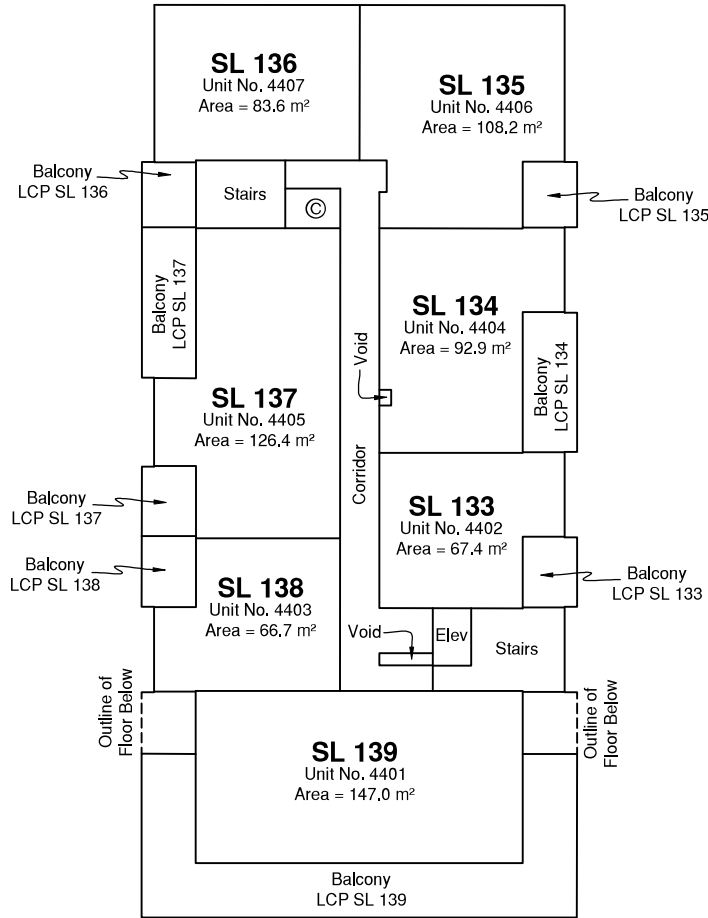 SL 136
Unit No. 4407
Area = 83.6 m²
SL 135
Unit No. 4406
Area = 108.2 m²
Balcony
LCP SL 136
Stairs
©
Balcony
LCP SL 135
Balcony
LCP SL 137
SL 134
Unit No. 4404
Area = 92.9 m²
Void
Balcony
LCP SL 134
SL 137
Unit No. 4405
Area = 126.4 m²
Corridor
Balcony
LCP SL 137
SL 133
Unit No. 4402
Area = 67.4 m²
Balcony
LCP SL 138
Balcony
LCP SL 133
SL 138
Unit No. 4403
Area = 66.7 m²
Void
Elev
Stairs
Outline of
Floor Below
Outline of
Floor Below
SL 139
Unit No. 4401
Area = 147.0 m²
Balcony
LCP SL 139